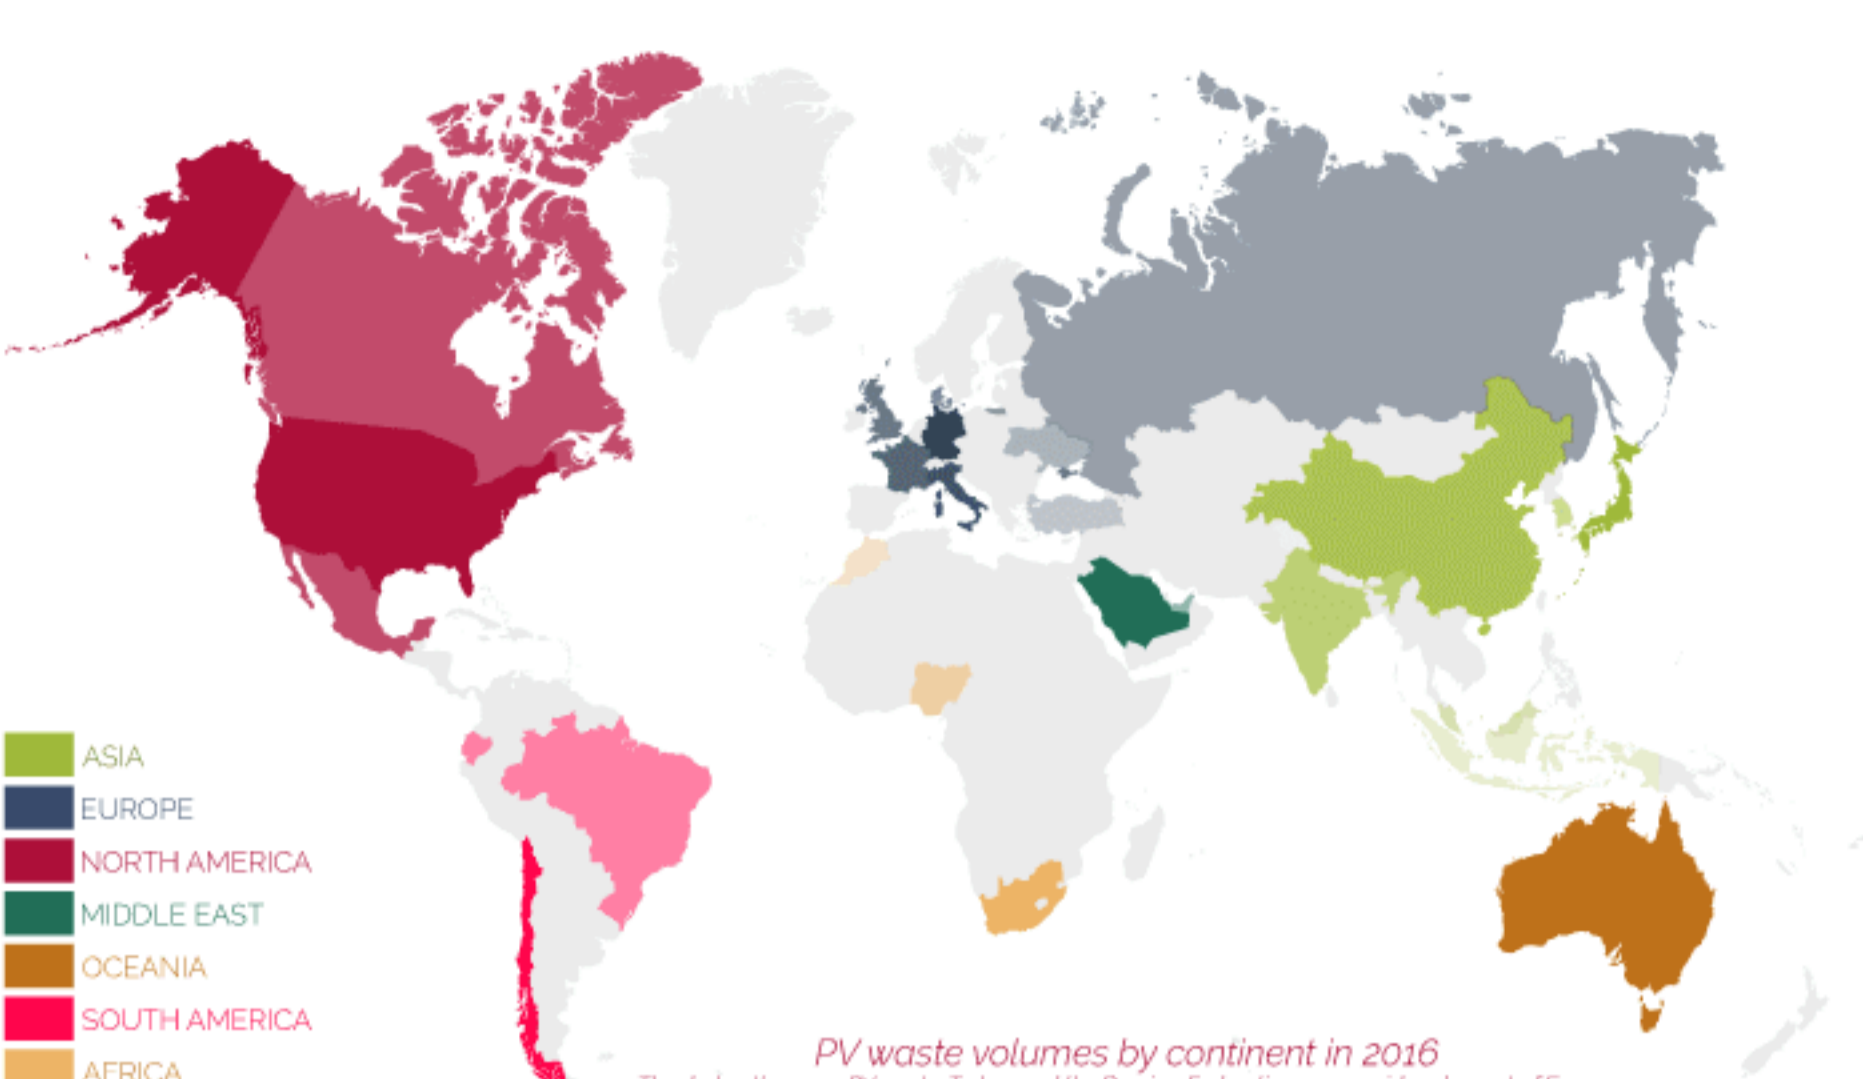 ASIA
EUROPE
NORTH AMERICA
MIDDLE EAST
OCEANIA
SOUTH AMERICA
AFRICA
PV waste volumes by continent in 2016